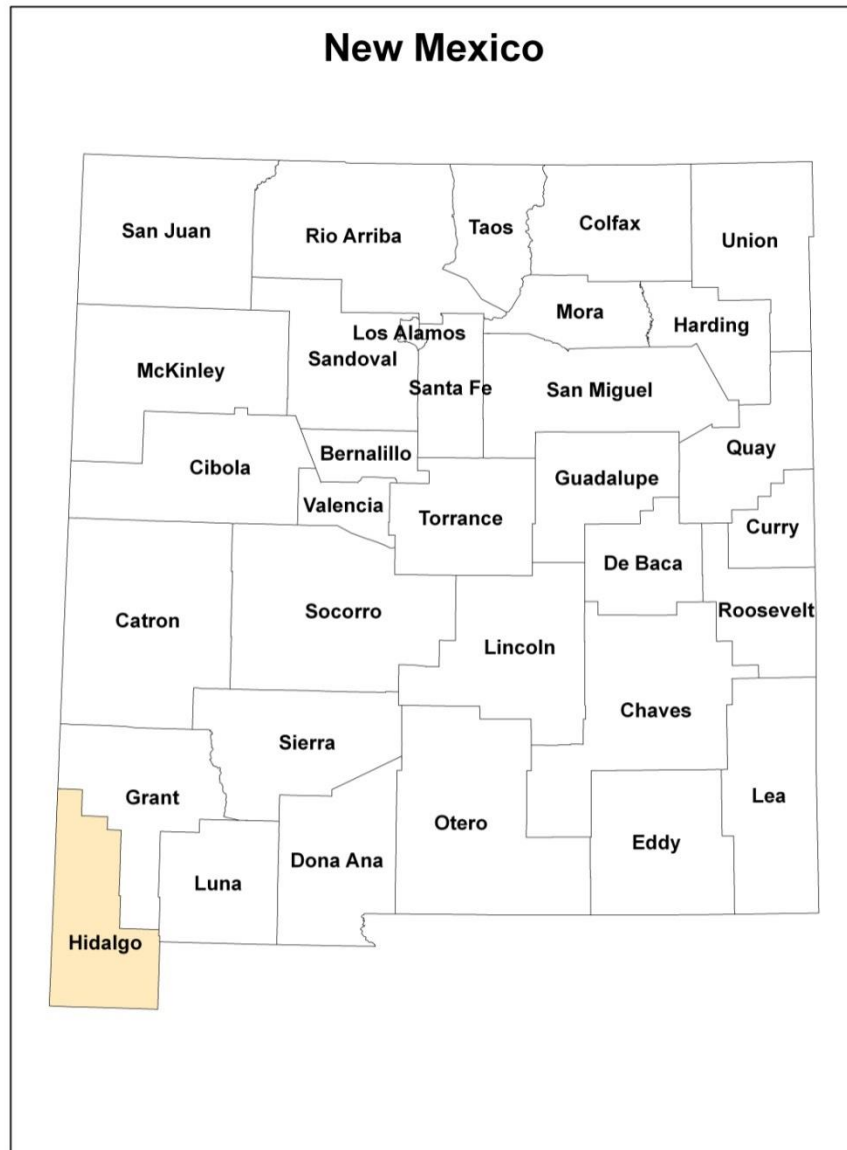 New Mexico
San Juan
Rio Arriba
Taos
Colfax
Union
Mora
Harding
Los Alamos
Sandoval
McKinley
Santa Fe
San Miguel
Quay
Bernalillo
Cibola
Guadalupe
Valencia
Torrance
Curry
De Baca
Roosevelt
Catron
Socorro
Lincoln
Chaves
Sierra
Grant
Lea
Otero
Eddy
Dona Ana
Luna
Hidalgo